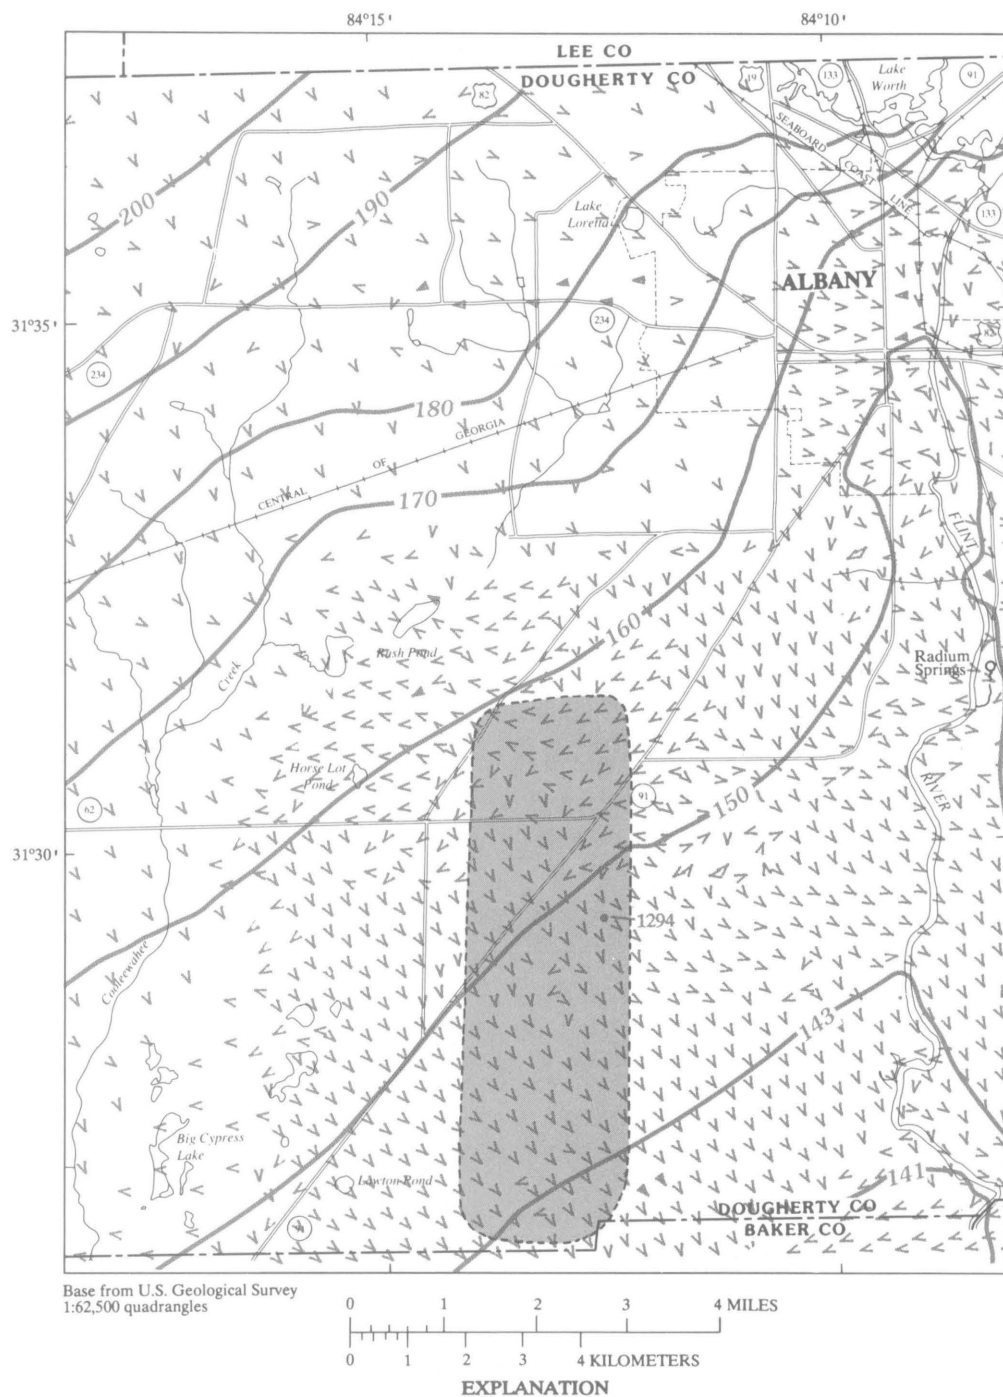 84°15'
84°10'
LEE CO
DOUGHERTY CO
82
19
133
Lake
Worth
91
SEABOARD
COAST
LINE
200
190
Lake
Loretta
133
ALBANY
31°35'
234
234
82
180
GEORGIA
OF
CENTRAL
170
FLINT
160
Rush Pond
Creek
Radium
Springs
Horse Lot
Pond
91
62
150
RIVER
31°30'
1294
Cooleewahee
143
Big Cypress
Lake
Lawton Pond
141
DOUGHERTY CO
BAKER CO
91
Base from U.S. Geological Survey
1:62,500 quadrangles
0 1 2 3 4 MILES
0 1 2 3 4 KILOMETERS
EXPLANATION